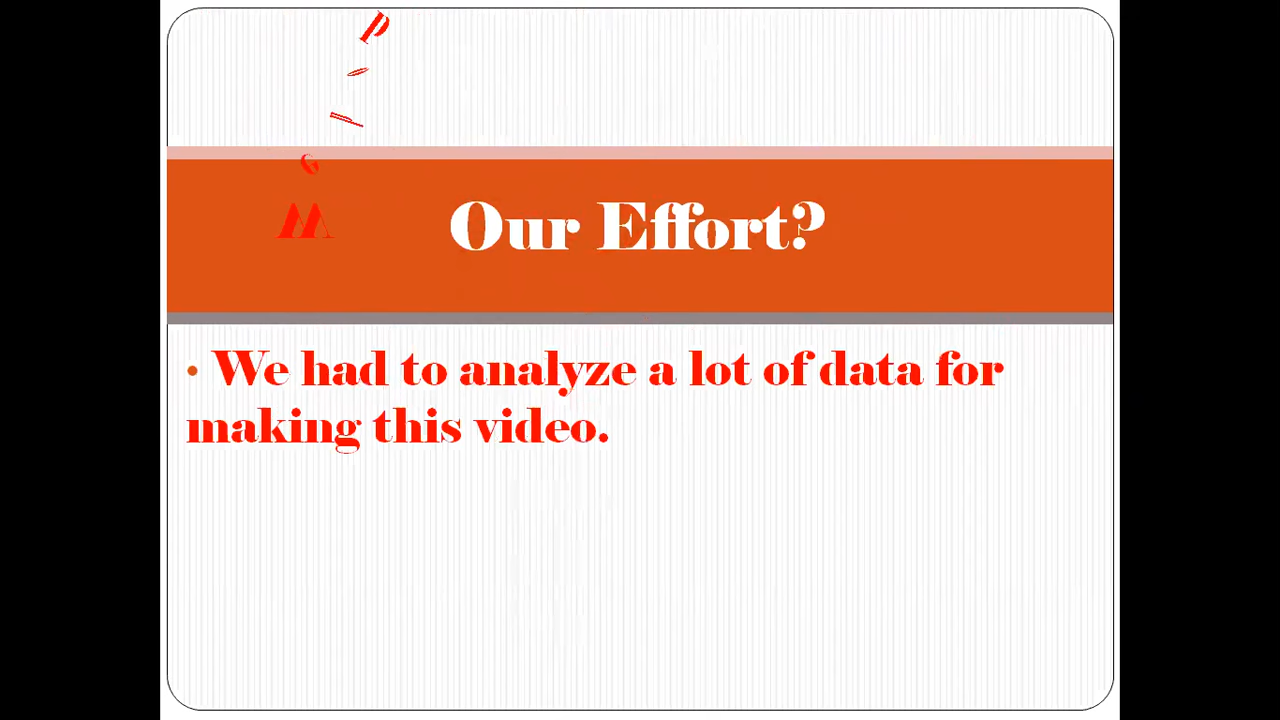 Our Effort?
• We had to analyze a lot of data for
making this video.